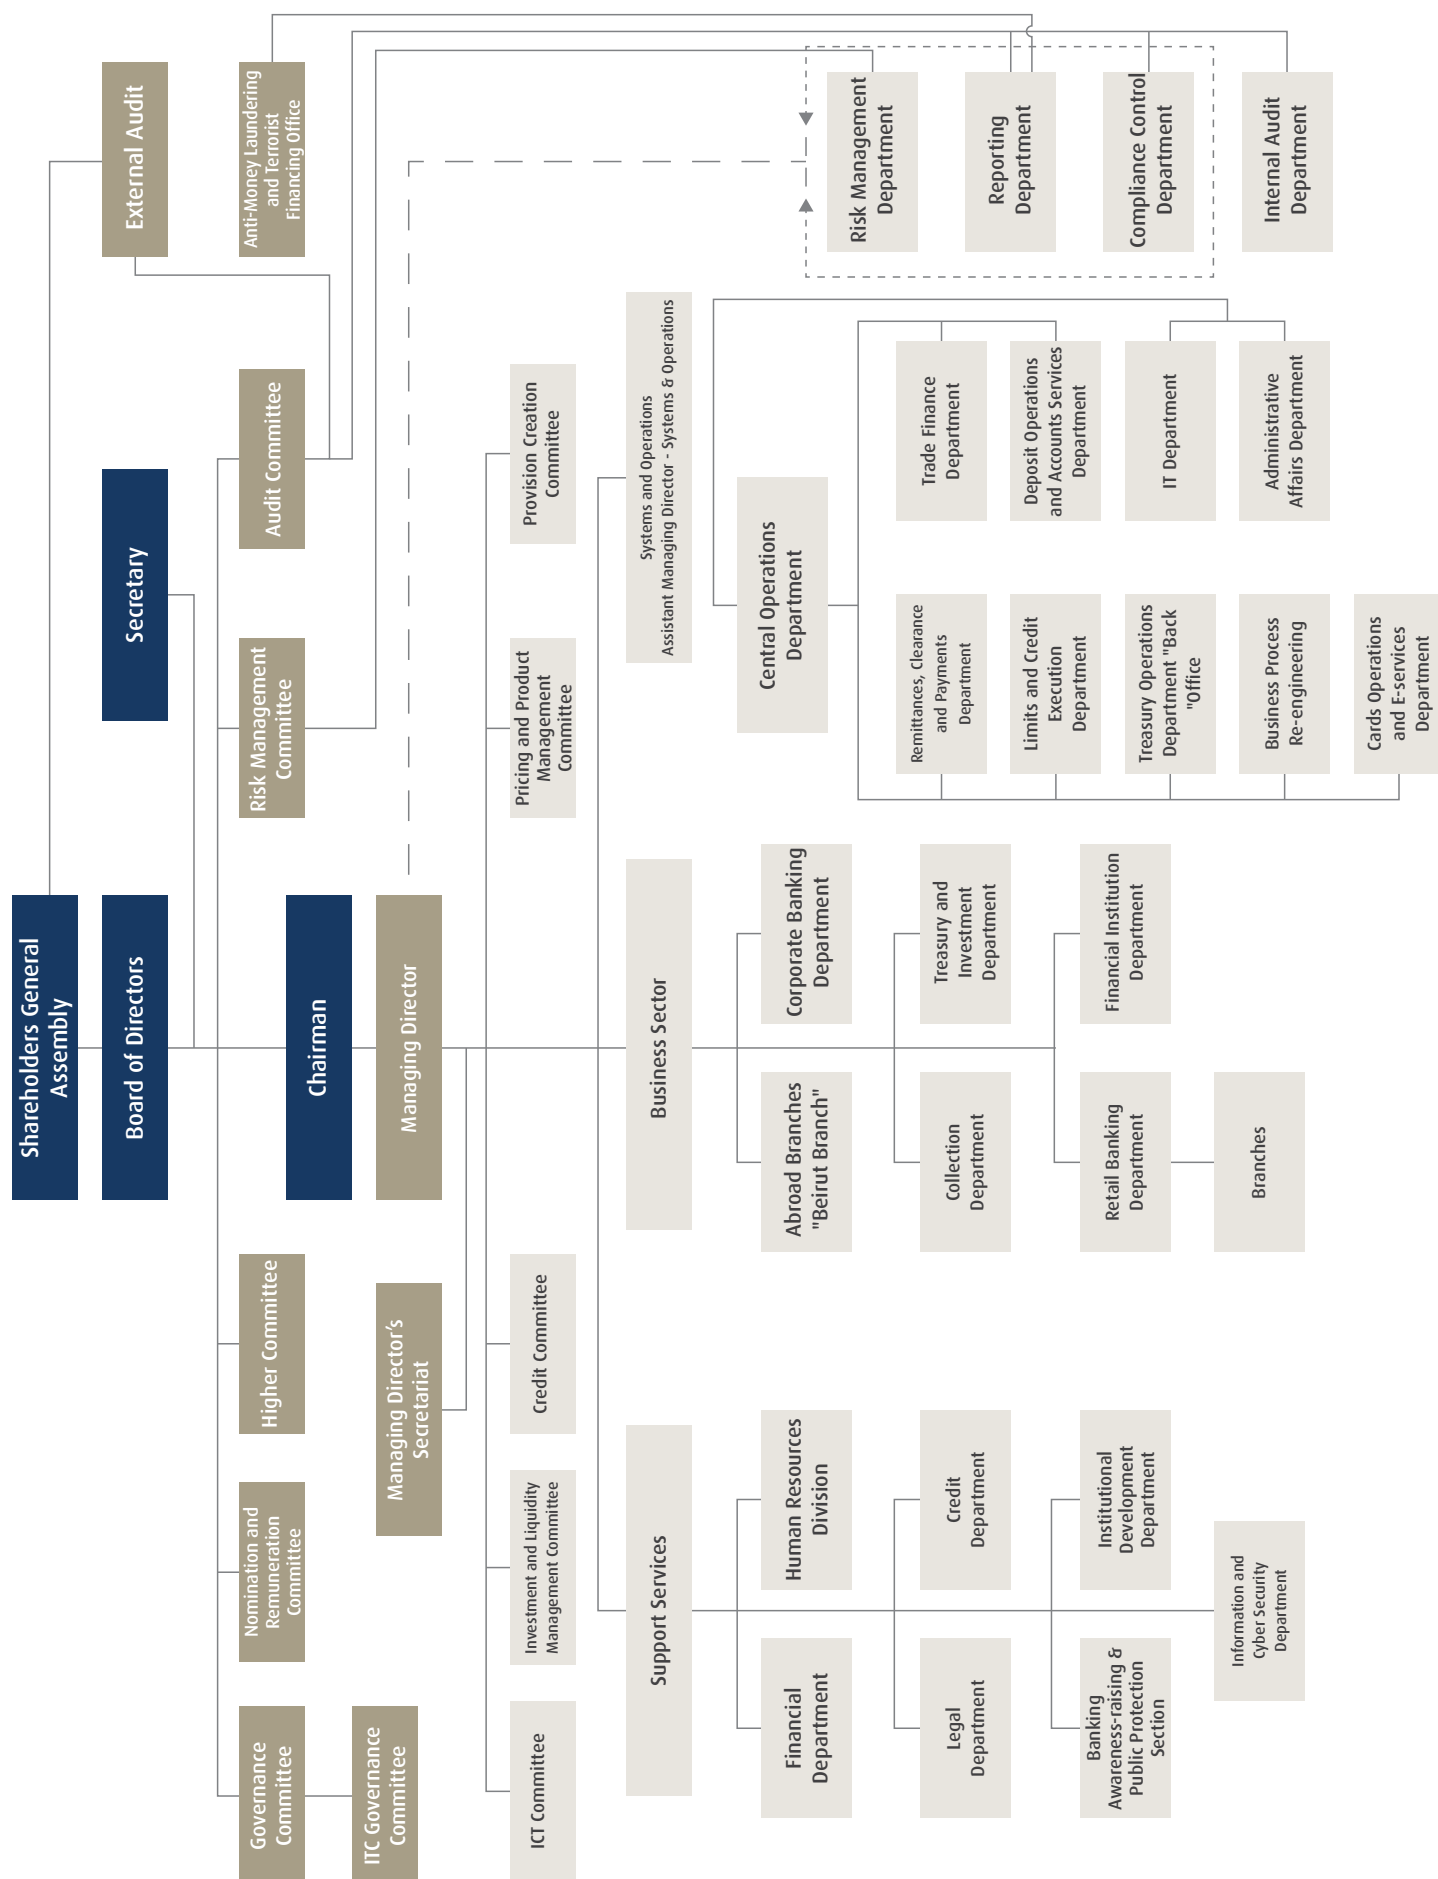 Shareholders General
Assembly
Board of Directors
Secretary
External Audit
Governance
Committee
Nomination and
Remuneration
Committee
Higher Committee
Risk Management
Committee
Audit Committee
Anti-Money Laundering
and Terrorist
Financing Office
ITC Governance
Committee
Chairman
Managing Director
Managing Director's
Secretariat
ICT Committee
Investment and Liquidity
Management Committee
Credit Committee
Pricing and Product
Management
Committee
Provision Creation
Committee
Support Services
Business Sector
Systems and Operations
Assistant Managing Director - Systems & Operations
Financial
Department
Human Resources
Division
Legal
Department
Credit
Department
Banking
Awareness-raising &
Public Protection
Section
Institutional
Development
Department
Information and
Cyber Security
Department
Abroad Branches
"Beirut Branch"
Corporate Banking
Department
Collection
Department
Treasury and
Investment
Department
Retail Banking
Department
Financial Institution
Department
Branches
Central Operations
Department
Remittances, Clearance
and Payments
Department
Trade Finance
Department
Limits and Credit
Execution
Department
Deposit Operations
and Accounts Services
Department
Treasury Operations
Department "Back
"Office
IT Department
Business Process
Re-engineering
Administrative
Affairs Department
Cards Operations
and E-services
Department
Risk Management
Department
Reporting
Department
Compliance Control
Department
Internal Audit
Department